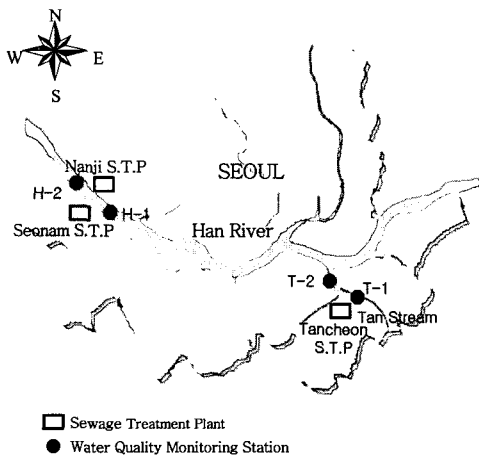 N
W E
S
Nanji S.T.P
H-2
H-1
Seonam S.T.P
SEOUL
Han River
T-2
T-1
Tan Stream
Tancheon
S.T.P
Sewage Treatment Plant
Water Quality Monitoring Station